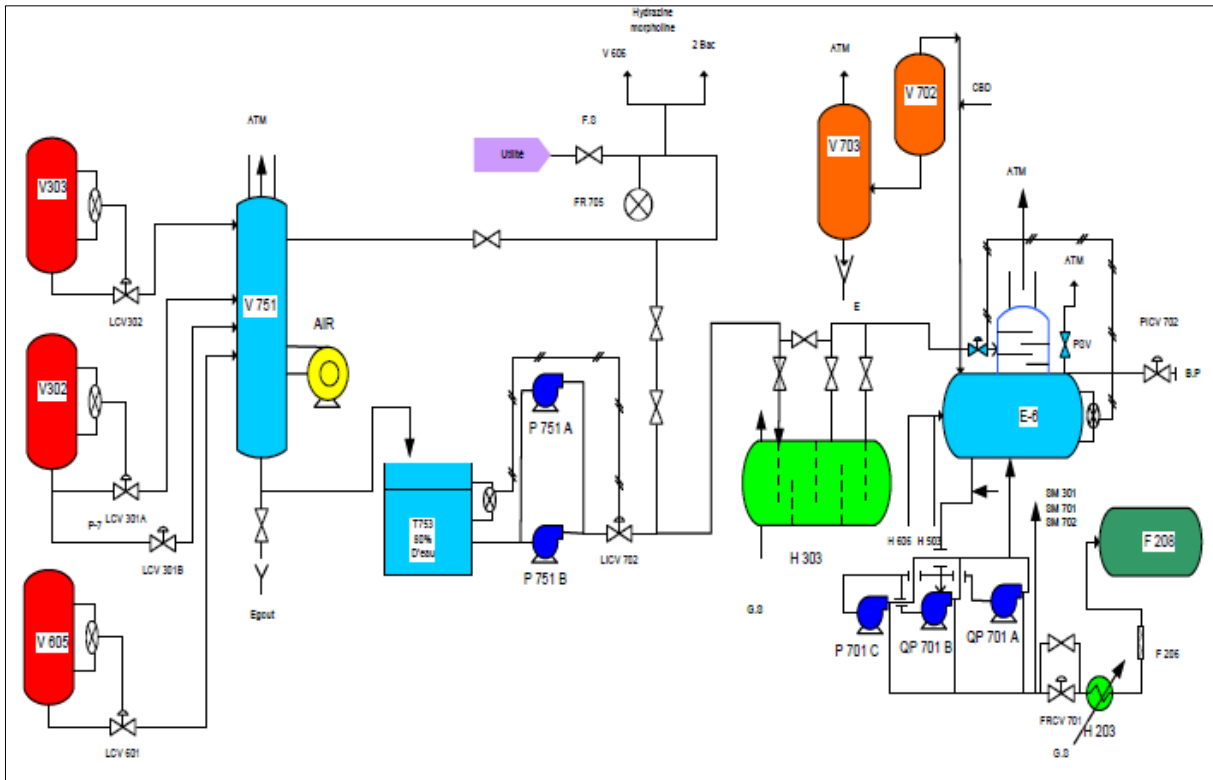 Hydrazine
morpholine
V 606
2 Bac
ATM
V 702
CBD
F.S
Utilité
FR 705
V 703
ATM
V303
LCV302
V 751
AIR
E
ATM
ATM
PSV
PICV 702
B.P
E-6
V302
P-7
LCV 301A
LCV 301B
P 751 A
T753
80%
D'eau
P 751 B
LICV 702
H 303
G.S
H 606
H 503
SM 301
SM 701
SM 702
F 208
Egout
V 605
LCV 601
P 701 C
QP 701 B
QP 701 A
F 206
FRCV 701
H 203
G.S